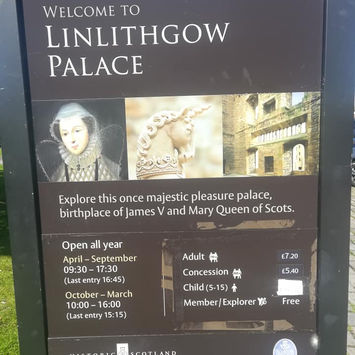 WELCOME TO
LINLITHGOW
PALACE
Explore this once majestic pleasure palace,
birthplace of James V and Mary Queen of Scots.
Open all year
April – September
09:30 – 17:30
(Last entry 16:45)
October – March
10:00 – 16:00
(Last entry 15:15)
Adult £7.20
Concession £5.40
Child (5-15)
Member/Explorer Free
HISTORIC SCOTLAND